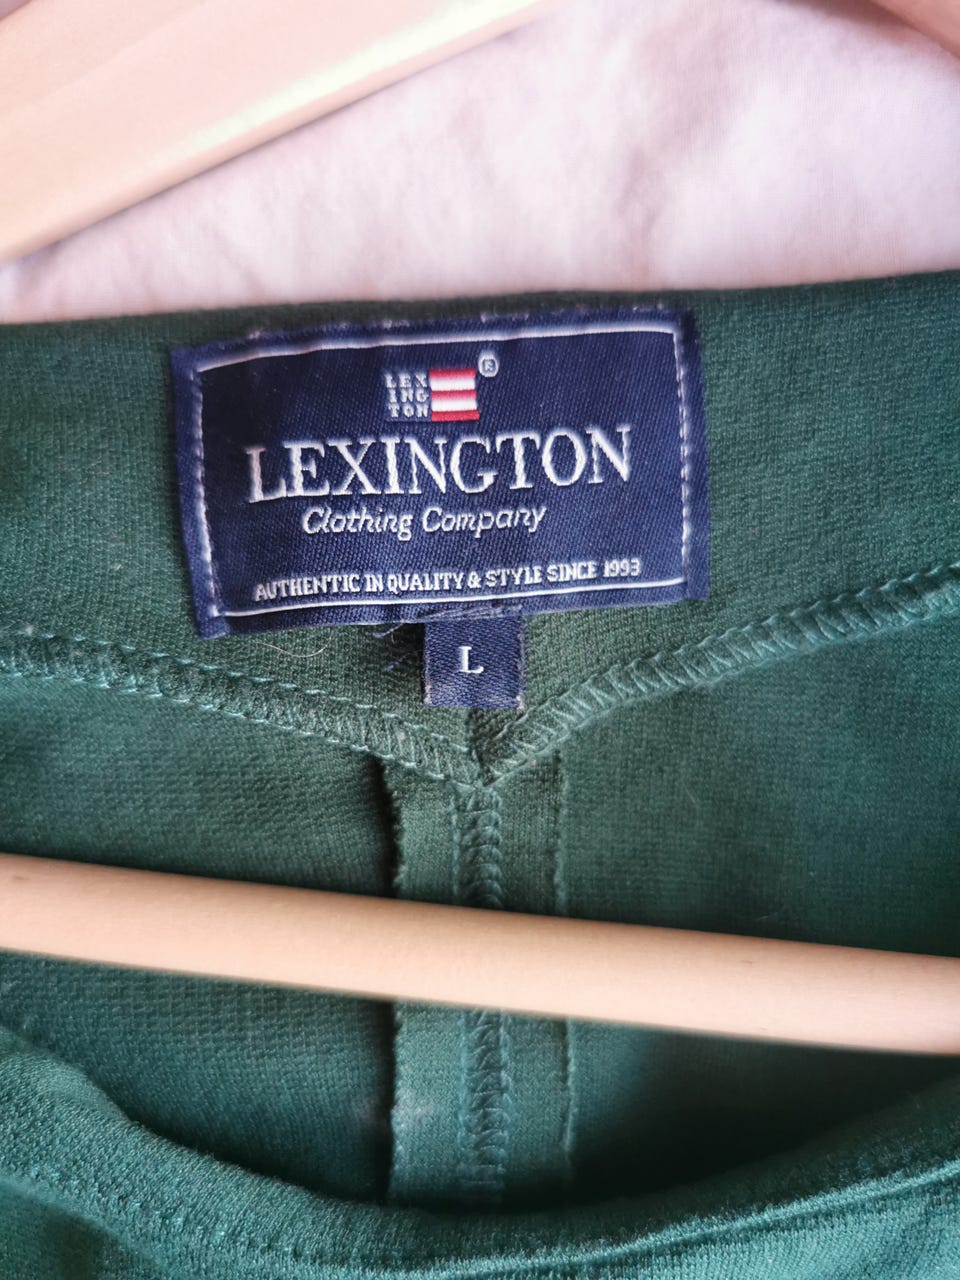 LEX
ING
TON
®
LEXINGTON
Clothing Company
AUTHENTIC IN QUALITY & STYLE SINCE 1993
L